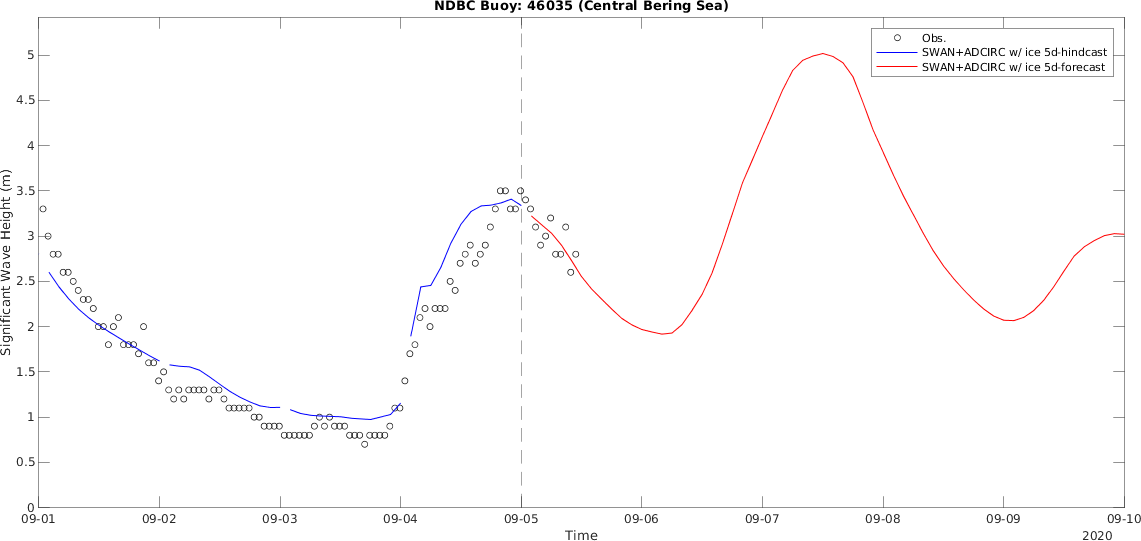 NDBC Buoy: 46035 (Central Bering Sea)
Obs.
SWAN+ADCIRC w/ ice 5d-hindcast
SWAN+ADCIRC w/ ice 5d-forecast
Significant Wave Height (m)
5
4.5
4
3.5
3
2.5
2
1.5
1
0.5
0
09-01 09-02 09-03 09-04 09-05 09-06 09-07 09-08 09-09 09-10
Time
2020